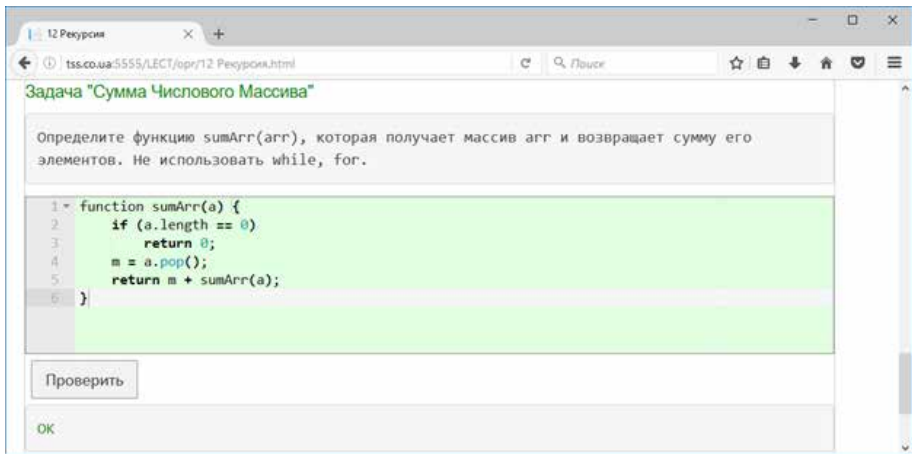 12 Рекурсия
tss.co.ua:5555/LECT/opr/12 Рекурсия.html
Поиск
Задача "Сумма Числового Массива"
Определите функцию sumArr(arr), которая получает массив arr и возвращает сумму его
элементов. Не использовать while, for.
1 function sumArr(a) {
2 if (a.length == 0)
3 return 0;
4 m = a.pop();
5 return m + sumArr(a);
6 }
Проверить
OK